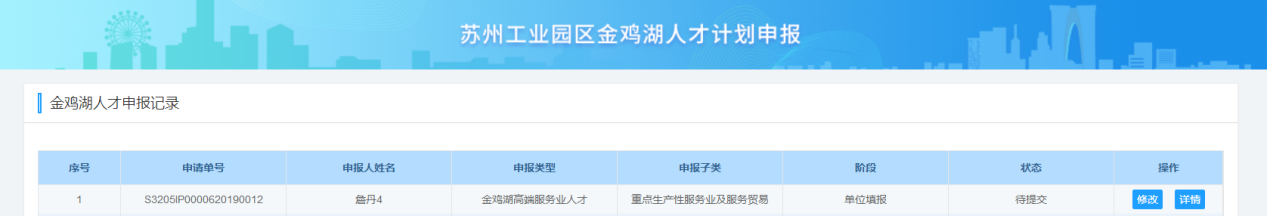 苏州工业园区金鸡湖人才计划申报
金鸡湖人才申报记录
序号 申请单号 申报人姓名 申报类型 申报子类 阶段 状态 操作
1 S3205IP0000620190012 詹丹4 金鸡湖高端服务业人才 重点生产性服务业及服务贸易 单位填报 待提交 修改 详情